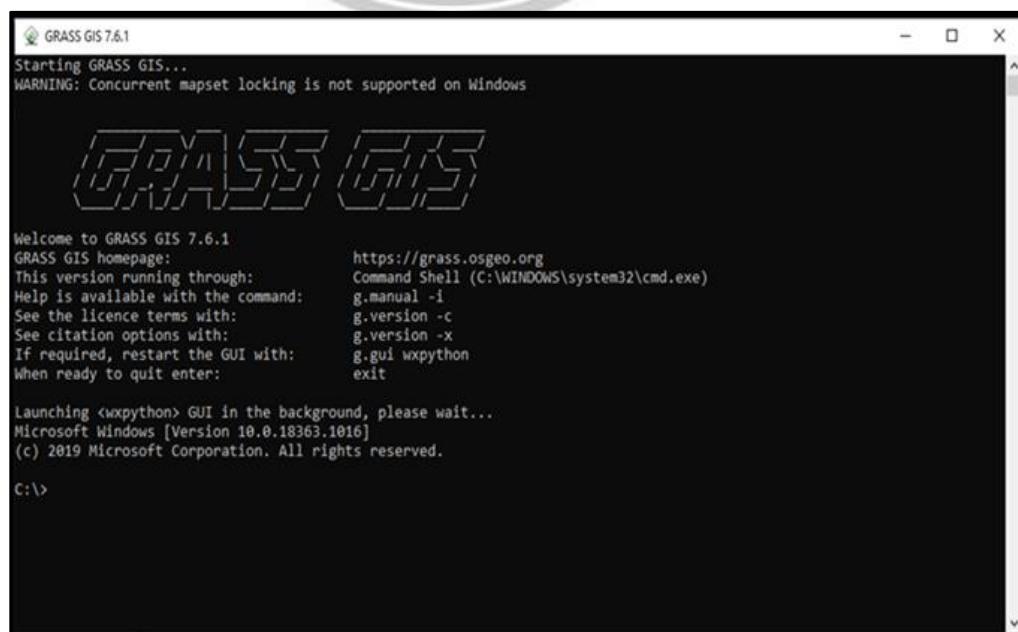 GRASS GIS 7.6.1
Starting GRASS GIS...
WARNING: Concurrent mapset locking is not supported on Windows
GRASS GIS
Welcome to GRASS GIS 7.6.1
GRASS GIS homepage: https://grass.osgeo.org
This version running through: Command Shell (C:\WINDOWS\system32\cmd.exe)
Help is available with the command: g.manual -i
See the licence terms with: g.version -c
See citation options with: g.version -x
If required, restart the GUI with: g.gui wxpython
When ready to quit enter: exit
Launching <wxpython> GUI in the background, please wait...
Microsoft Windows [Version 10.0.18363.1016]
(c) 2019 Microsoft Corporation. All rights reserved.
C:\>